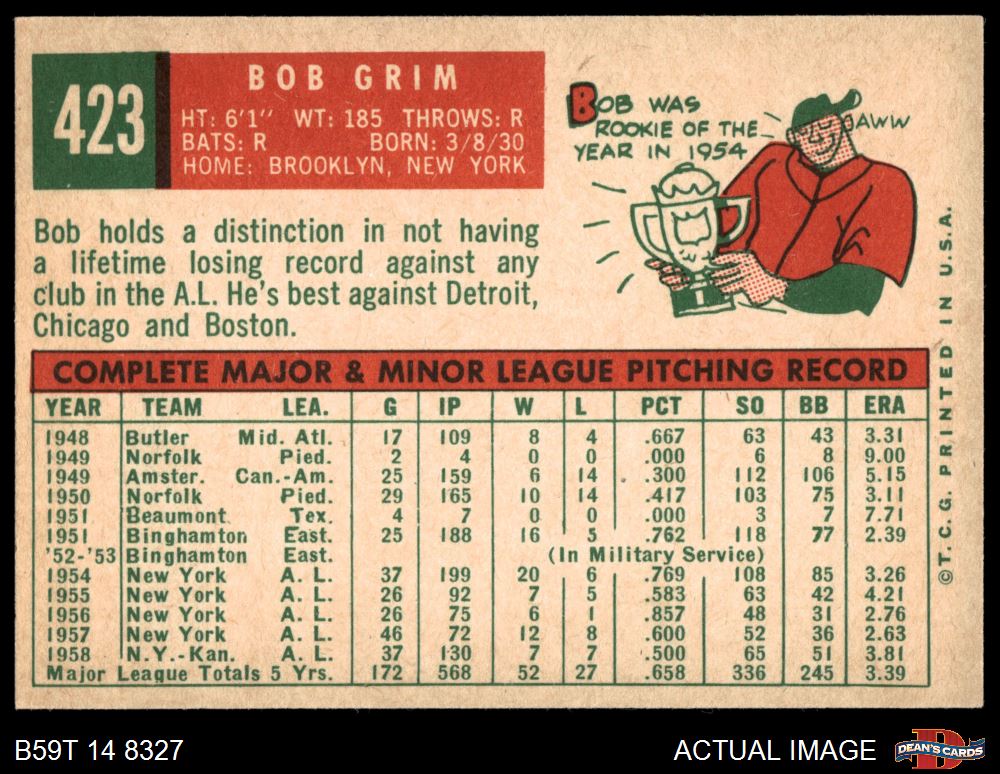 423
BOB GRIM
HT: 6'1" WT: 185 THROWS: R
BATS: R BORN: 3/8/30
HOME: BROOKLYN, NEW YORK
BOB WAS
ROOKIE OF THE
YEAR IN 1954
AWW
Bob holds a distinction in not having
a lifetime losing record against any
club in the A.L. He's best against Detroit,
Chicago and Boston.
COMPLETE MAJOR & MINOR LEAGUE PITCHING RECORD
YEAR TEAM LEA. G IP W L PCT SO BB ERA
1948 Butler Mid. Atl. 17 109 8 4 .667 63 43 3.31
1949 Norfolk Pied. 2 4 0 0 .000 6 8 9.00
1949 Amster. Can.-Am. 25 159 6 14 .300 112 106 5.15
1950 Norfolk Pied. 29 165 10 14 .417 103 75 3.11
1951 Beaumont Tex. 4 7 0 0 .000 3 7 7.71
1951 Binghamton East. 25 188 16 5 .762 118 77 2.39
'52-'53 Binghamton East. (In Military Service)
1954 New York A. L. 37 199 20 6 .769 108 85 3.26
1955 New York A. L. 26 92 7 5 .583 63 42 4.21
1956 New York A. L. 26 75 6 1 .857 48 31 2.76
1957 New York A. L. 46 72 12 8 .600 52 36 2.63
1958 N.Y.-Kan. A. L. 37 130 7 7 .500 65 51 3.81
Major League Totals 5 Yrs. 172 568 52 27 .658 336 245 3.39
©T.C.G. PRINTED IN U.S.A.
B59T 14 8327
ACTUAL IMAGE
D
DEAN'S CARDS